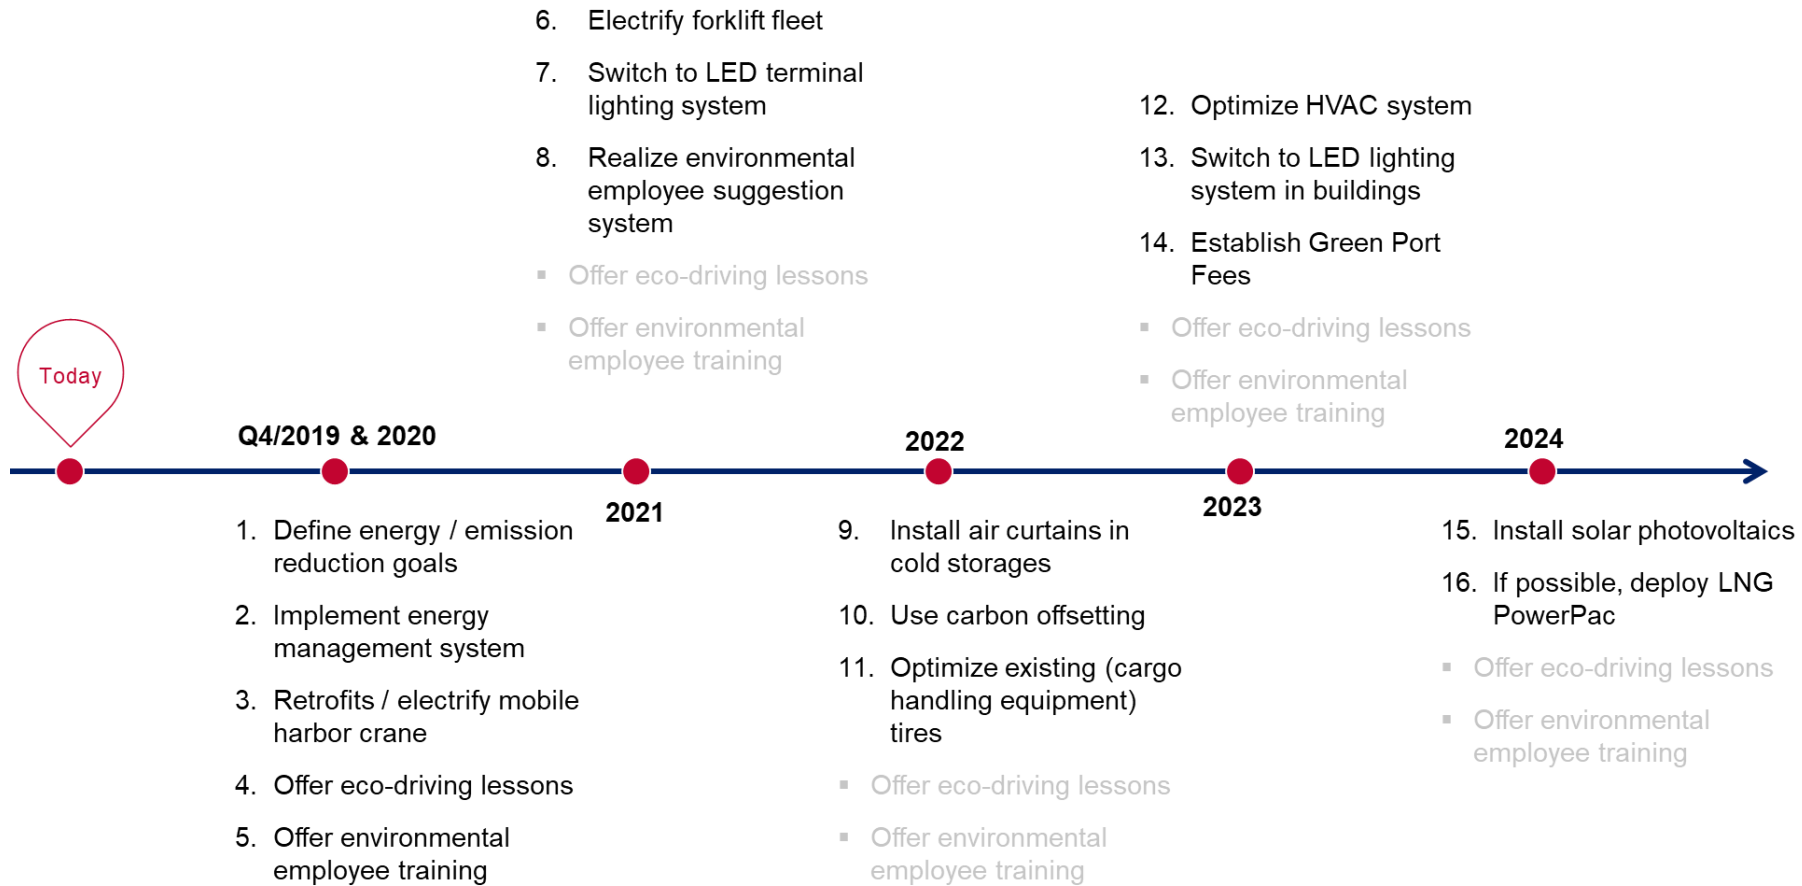 6. Electrify forklift fleet
7. Switch to LED terminal
lighting system
8. Realize environmental
employee suggestion
system
▪ Offer eco-driving lessons
▪ Offer environmental
employee training
12. Optimize HVAC system
13. Switch to LED lighting
system in buildings
14. Establish Green Port
Fees
▪ Offer eco-driving lessons
▪ Offer environmental
employee training
Today
Q4/2019 & 2020
2021
2022
2023
2024
1. Define energy / emission
reduction goals
2. Implement energy
management system
3. Retrofits / electrify mobile
harbor crane
4. Offer eco-driving lessons
5. Offer environmental
employee training
9. Install air curtains in
cold storages
10. Use carbon offsetting
11. Optimize existing (cargo
handling equipment)
tires
▪ Offer eco-driving lessons
▪ Offer environmental
employee training
15. Install solar photovoltaics
16. If possible, deploy LNG
PowerPac
▪ Offer eco-driving lessons
▪ Offer environmental
employee training